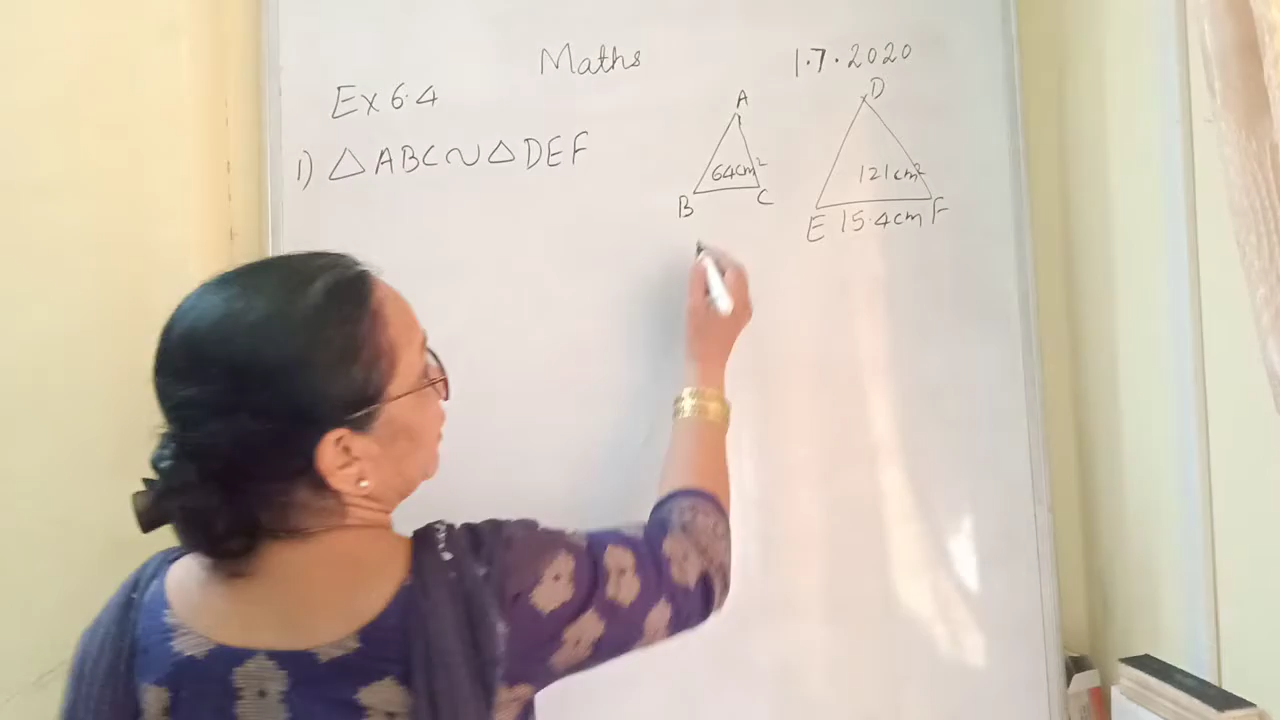 Maths 1.7.2020
Ex 6.4
1) △ABC ~ △DEF
A
64cm²
B C
D
121cm²
E 15.4cm F